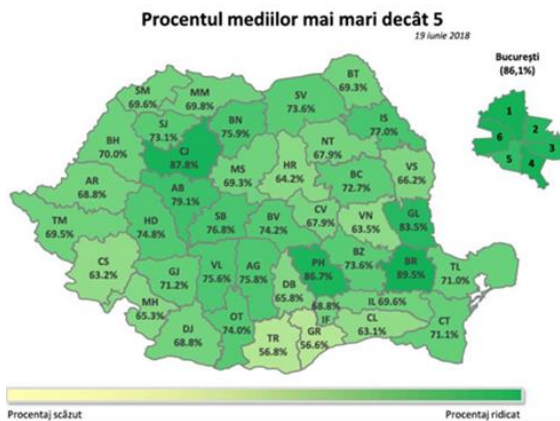 Procentul mediilor mai mari decât 5
19 iunie 2018
București
(86,1%)
1
2
6
3
5
4
BT
69.3%
SM
69.6%
MM
69.8%
SV
73.6%
SJ
73.1%
BN
75.9%
IS
77.0%
BH
70.0%
CJ
87.8%
NT
67.9%
MS
69.3%
HR
64.2%
BC
72.7%
VS
66.2%
AR
68.8%
AB
79.1%
TM
69.5%
HD
74.8%
SB
76.8%
BV
74.2%
CV
67.9%
VN
63.5%
GL
83.5%
CS
63.2%
GJ
71.2%
VL
75.6%
AG
75.8%
PH
86.7%
BZ
73.6%
BR
89.5%
TL
71.0%
DB
65.8%
MH
65.3%
68.8%
IF
IL 69.6%
DJ
68.8%
OT
74.0%
TR
56.8%
GR
56.6%
CL
63.1%
CT
71.1%
Procentaj scăzut
Procentaj ridicat